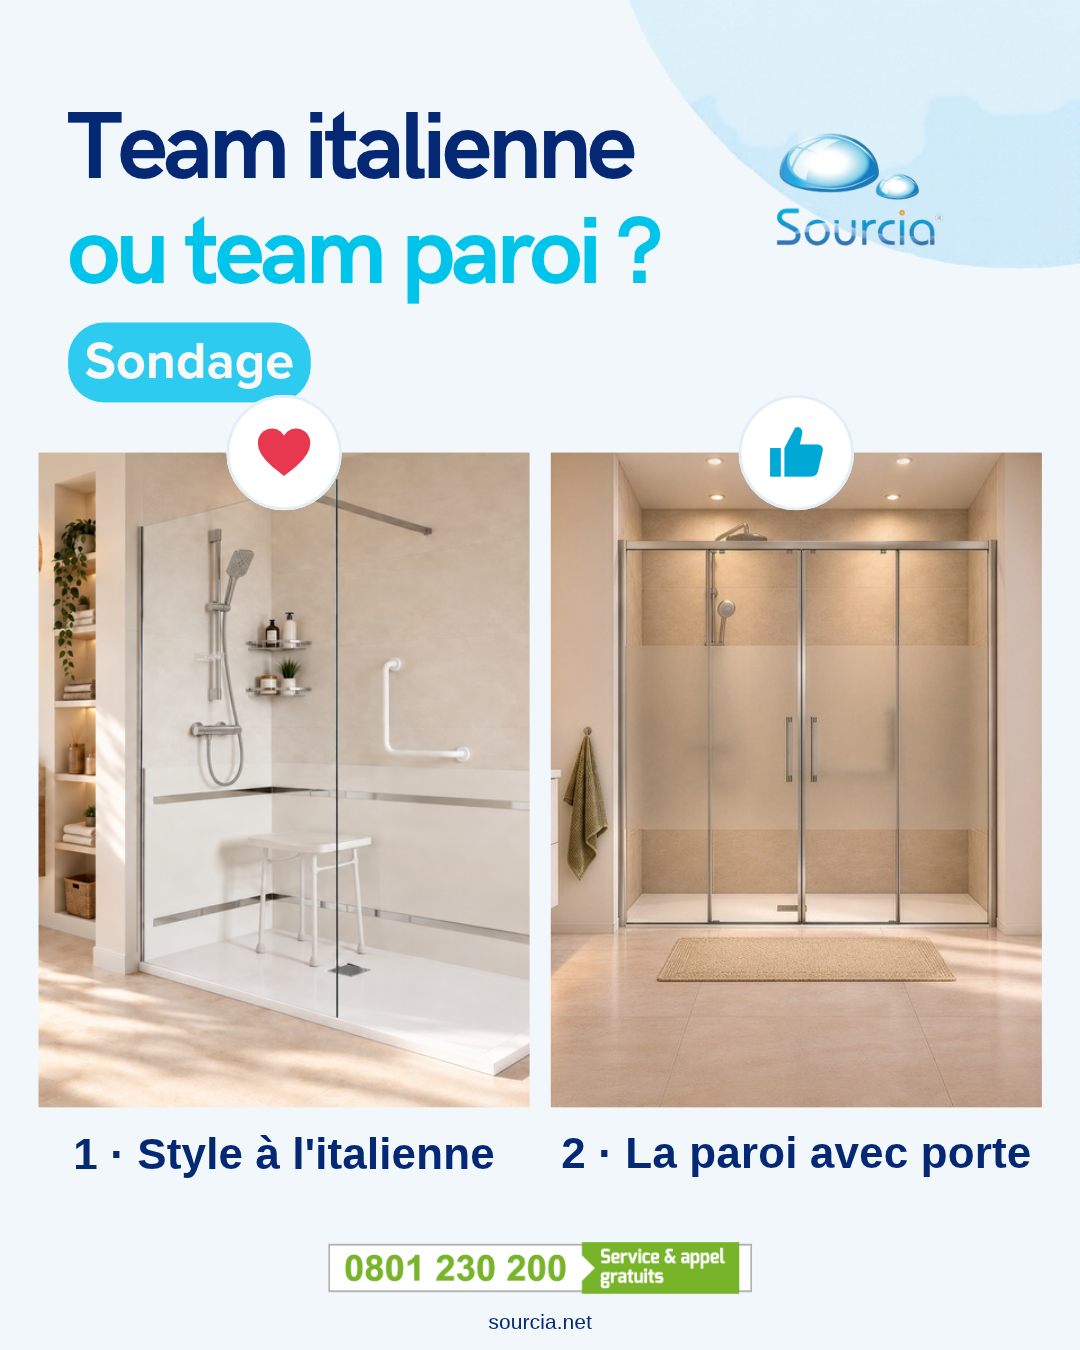 Team italienne
ou team paroi ?
Sourcia
Sondage
1 · Style à l'italienne
2 · La paroi avec porte
0801 230 200
Service & appel
gratuits
sourcia.net